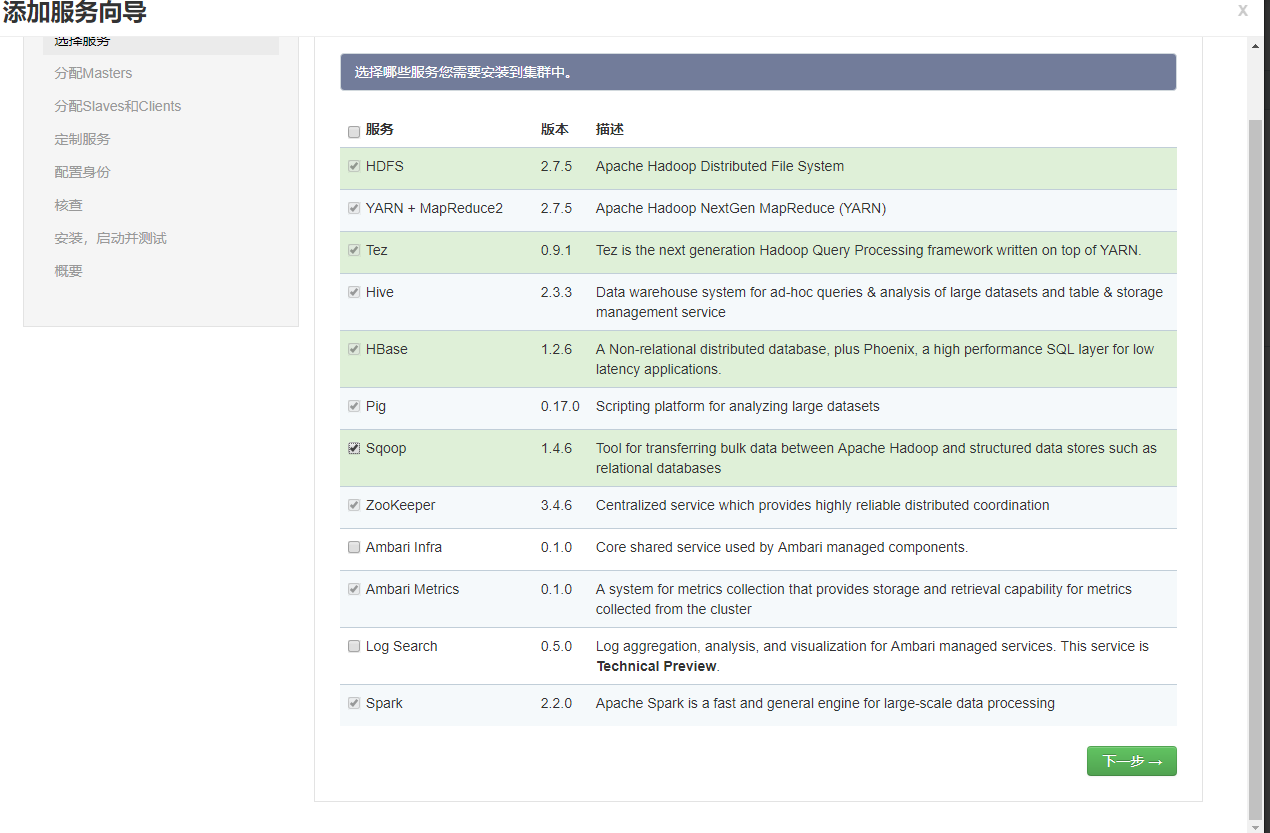 添加服务向导
X
选择服务
分配Masters
分配Slaves和Clients
定制服务
配置身份
核查
安装，启动并测试
概要
选择哪些服务您需要安装到集群中。
服务 版本 描述
HDFS 2.7.5 Apache Hadoop Distributed File System
YARN + MapReduce2 2.7.5 Apache Hadoop NextGen MapReduce (YARN)
Tez 0.9.1 Tez is the next generation Hadoop Query Processing framework written on top of YARN.
Hive 2.3.3 Data warehouse system for ad-hoc queries & analysis of large datasets and table & storage
management service
HBase 1.2.6 A Non-relational distributed database, plus Phoenix, a high performance SQL layer for low
latency applications.
Pig 0.17.0 Scripting platform for analyzing large datasets
Sqoop 1.4.6 Tool for transferring bulk data between Apache Hadoop and structured data stores such as
relational databases
ZooKeeper 3.4.6 Centralized service which provides highly reliable distributed coordination
Ambari Infra 0.1.0 Core shared service used by Ambari managed components.
Ambari Metrics 0.1.0 A system for metrics collection that provides storage and retrieval capability for metrics
collected from the cluster
Log Search 0.5.0 Log aggregation, analysis, and visualization for Ambari managed services. This service is
Technical Preview.
Spark 2.2.0 Apache Spark is a fast and general engine for large-scale data processing
下一步 →